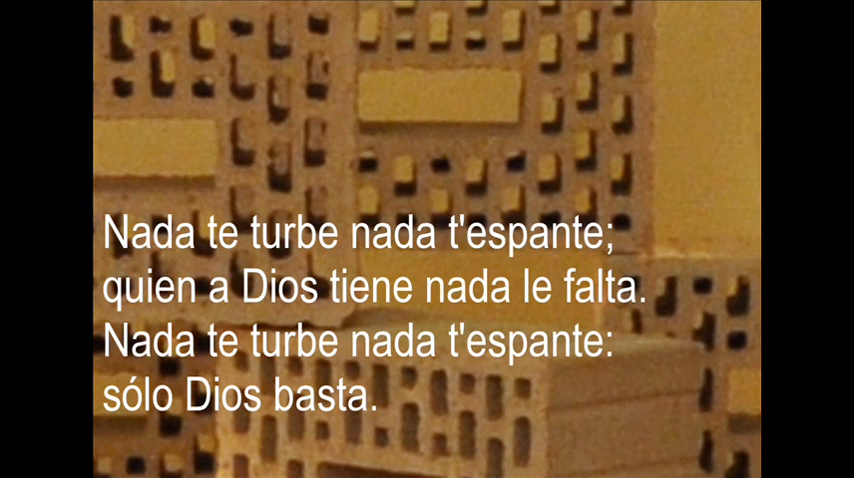 Nada te turbe nada t'espante;
quien a Dios tiene nada le falta.
Nada te turbe nada t'espante:
sólo Dios basta.